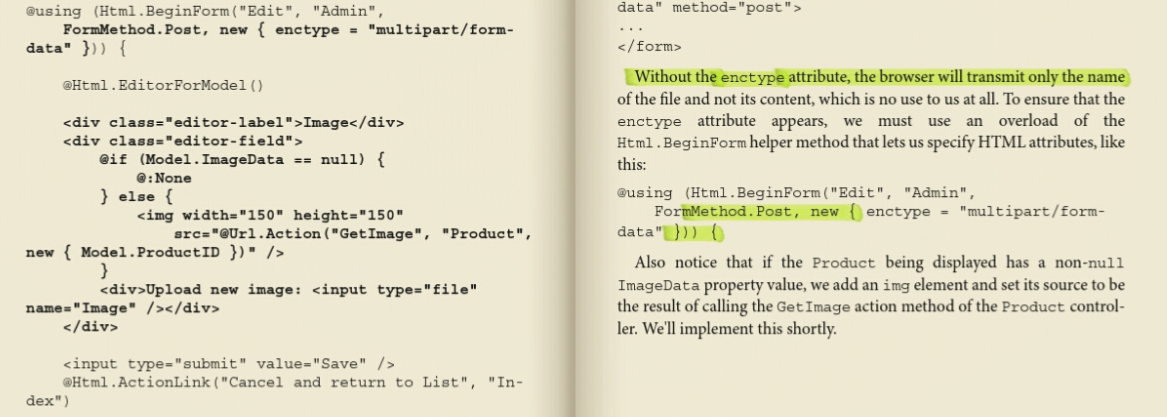 @using (Html.BeginForm("Edit", "Admin",
FormMethod.Post, new { enctype = "multipart/form-
data" })) {
@Html.EditorForModel()
<div class="editor-label">Image</div>
<div class="editor-field">
@if (Model.ImageData == null) {
@:None
} else {
<img width="150" height="150"
src="@Url.Action("GetImage", "Product",
new { Model.ProductID })" />
}
<div>Upload new image: <input type="file"
name="Image" /></div>
</div>
<input type="submit" value="Save" />
@Html.ActionLink("Cancel and return to List", "In-
dex")
data" method="post">
...
</form>
Without the enctype attribute, the browser will transmit only the name
of the file and not its content, which is no use to us at all. To ensure that the
enctype attribute appears, we must use an overload of the
Html.BeginForm helper method that lets us specify HTML attributes, like
this:
@using (Html.BeginForm("Edit", "Admin",
FormMethod.Post, new { enctype = "multipart/form-
data" })) {
Also notice that if the Product being displayed has a non-null
ImageData property value, we add an img element and set its source to be
the result of calling the GetImage action method of the Product control-
ler. We'll implement this shortly.